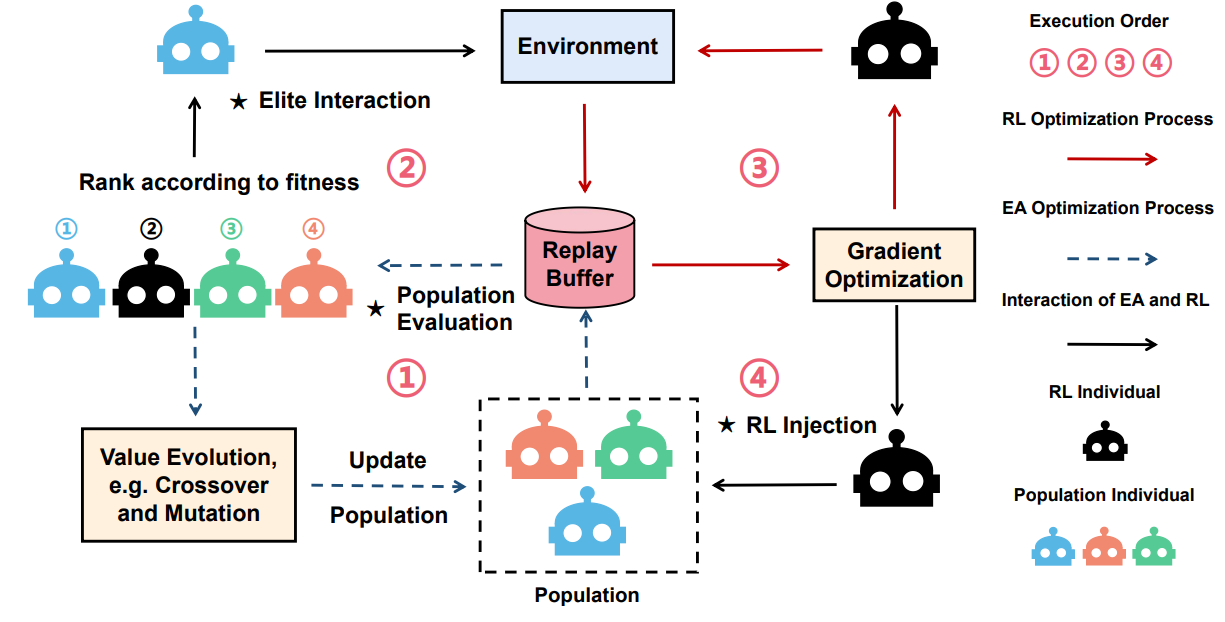 Environment
★ Elite Interaction
Rank according to fitness
②
③
① ② ③ ④
Replay
Buffer
Gradient
Optimization
★ Population
Evaluation
①
④
★ RL Injection
Value Evolution,
e.g. Crossover
and Mutation
Update
Population
Population
Execution Order
① ② ③ ④
RL Optimization Process
EA Optimization Process
Interaction of EA and RL
RL Individual
Population Individual